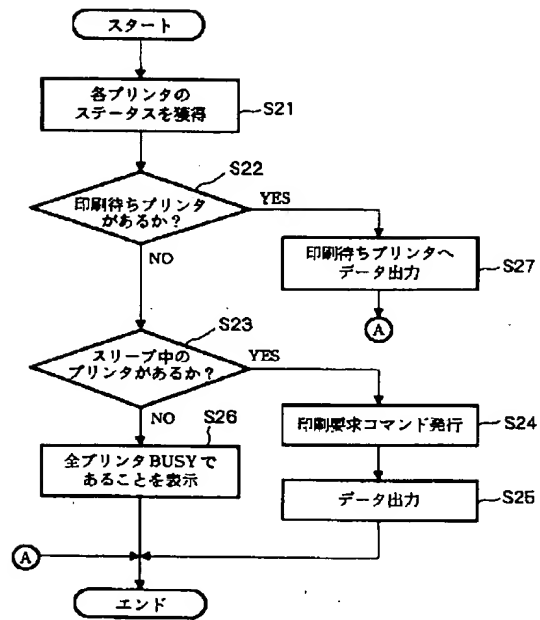 スタート
各プリンタの
ステータスを獲得
S21
S22
印刷待ちプリンタ
があるか？
YES
NO
印刷待ちプリンタへ
データ出力
S27
A
S23
スリープ中の
プリンタがあるか？
YES
NO
S26
印刷要求コマンド発行
S24
全プリンタBUSYで
あることを表示
データ出力
S25
A
エンド